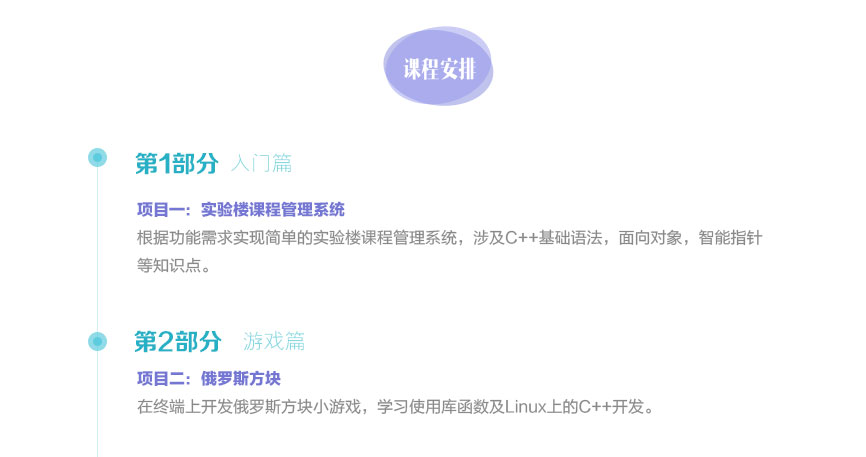 课程安排
第1部分 入门篇
项目一：实验楼课程管理系统
根据功能需求实现简单的实验楼课程管理系统，涉及C++基础语法，面向对象，智能指针
等知识点。
第2部分 游戏篇
项目二：俄罗斯方块
在终端上开发俄罗斯方块小游戏，学习使用库函数及Linux上的C++开发。